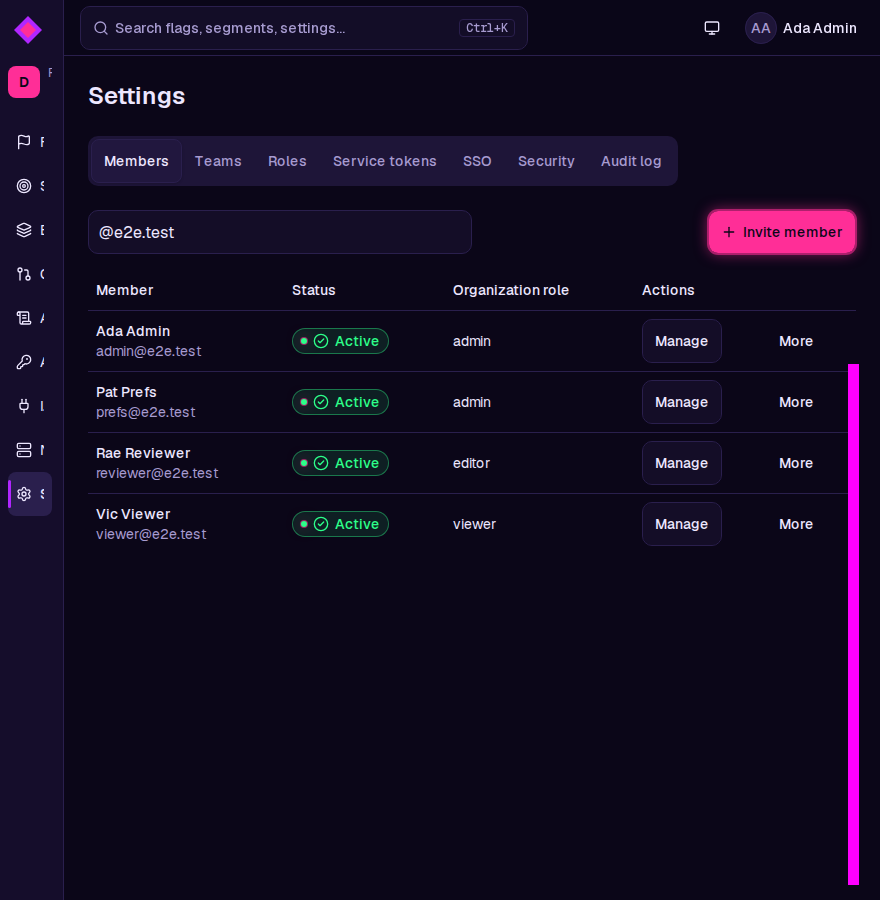 Search flags, segments, settings...
Ctrl+K
AA
Ada Admin
D
Settings
Members
Teams
Roles
Service tokens
SSO
Security
Audit log
@e2e.test
Invite member
Member Status Organization role Actions
Ada Admin
admin@e2e.test
Active
admin
Manage
More
Pat Prefs
prefs@e2e.test
Active
admin
Manage
More
Rae Reviewer
reviewer@e2e.test
Active
editor
Manage
More
Vic Viewer
viewer@e2e.test
Active
viewer
Manage
More